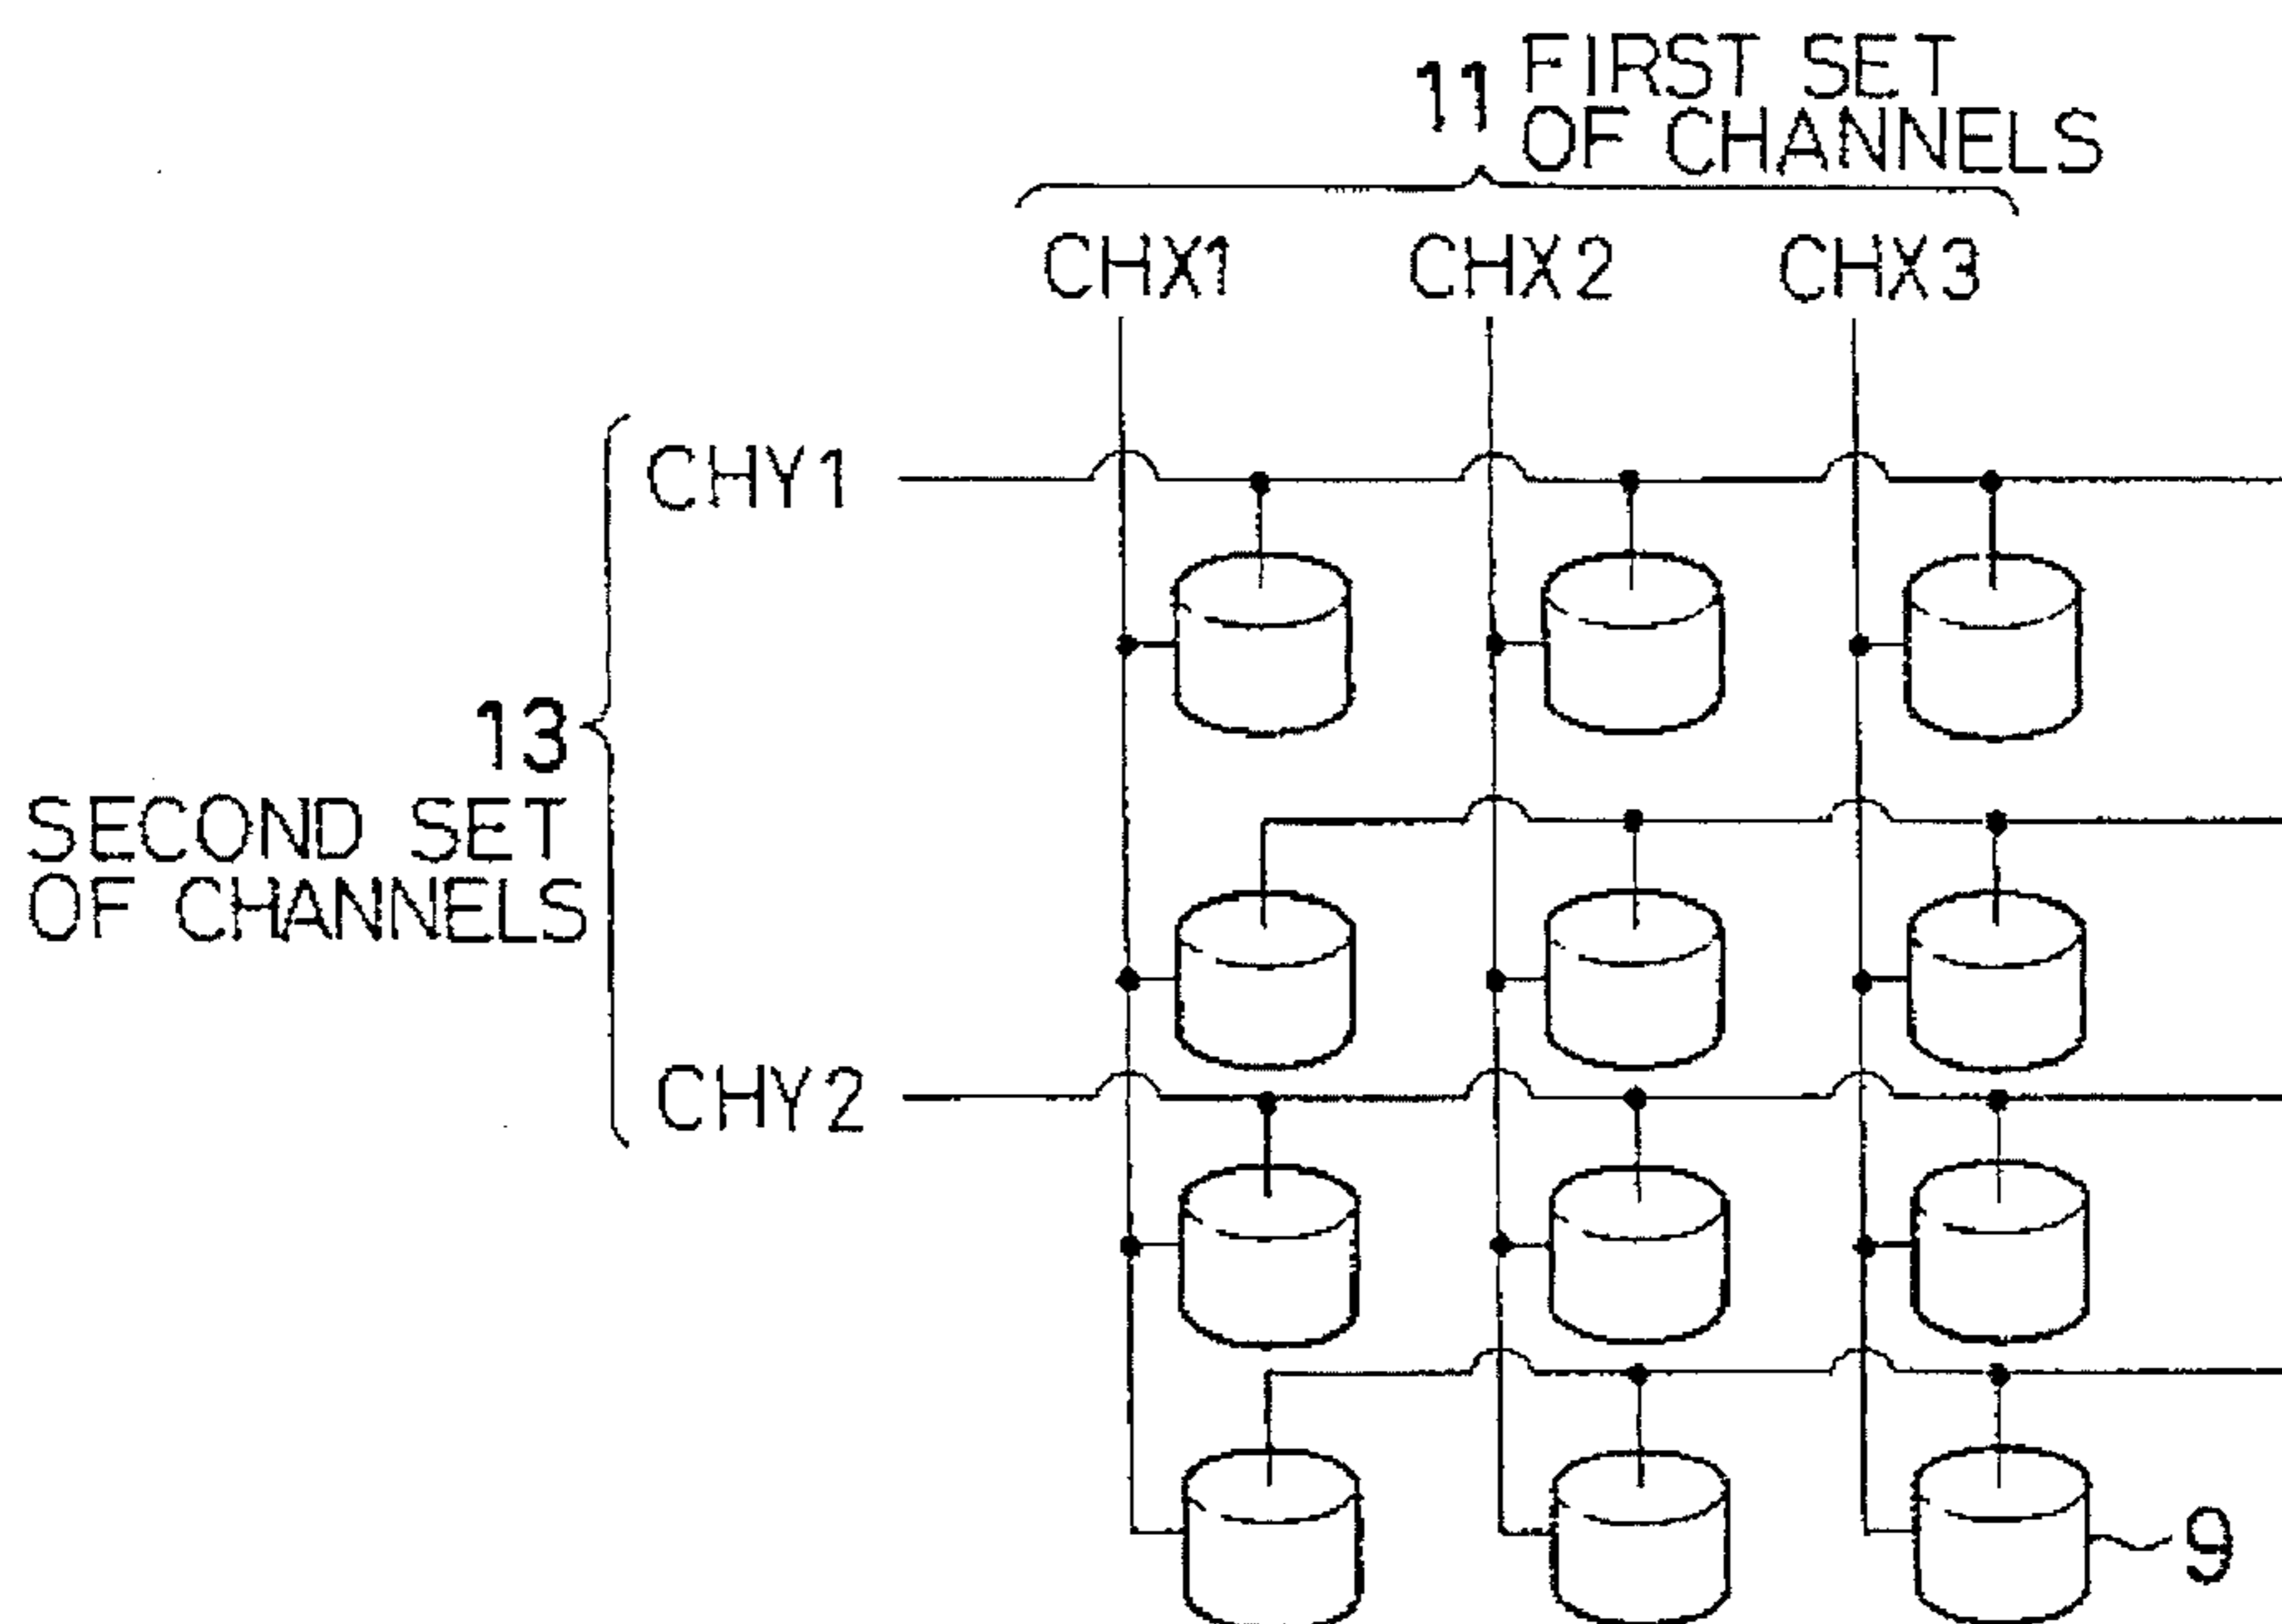 11 FIRST SET
OF CHANNELS
CHX1 CHX2 CHX3
CHY1
13
SECOND SET
OF CHANNELS
CHY2
9